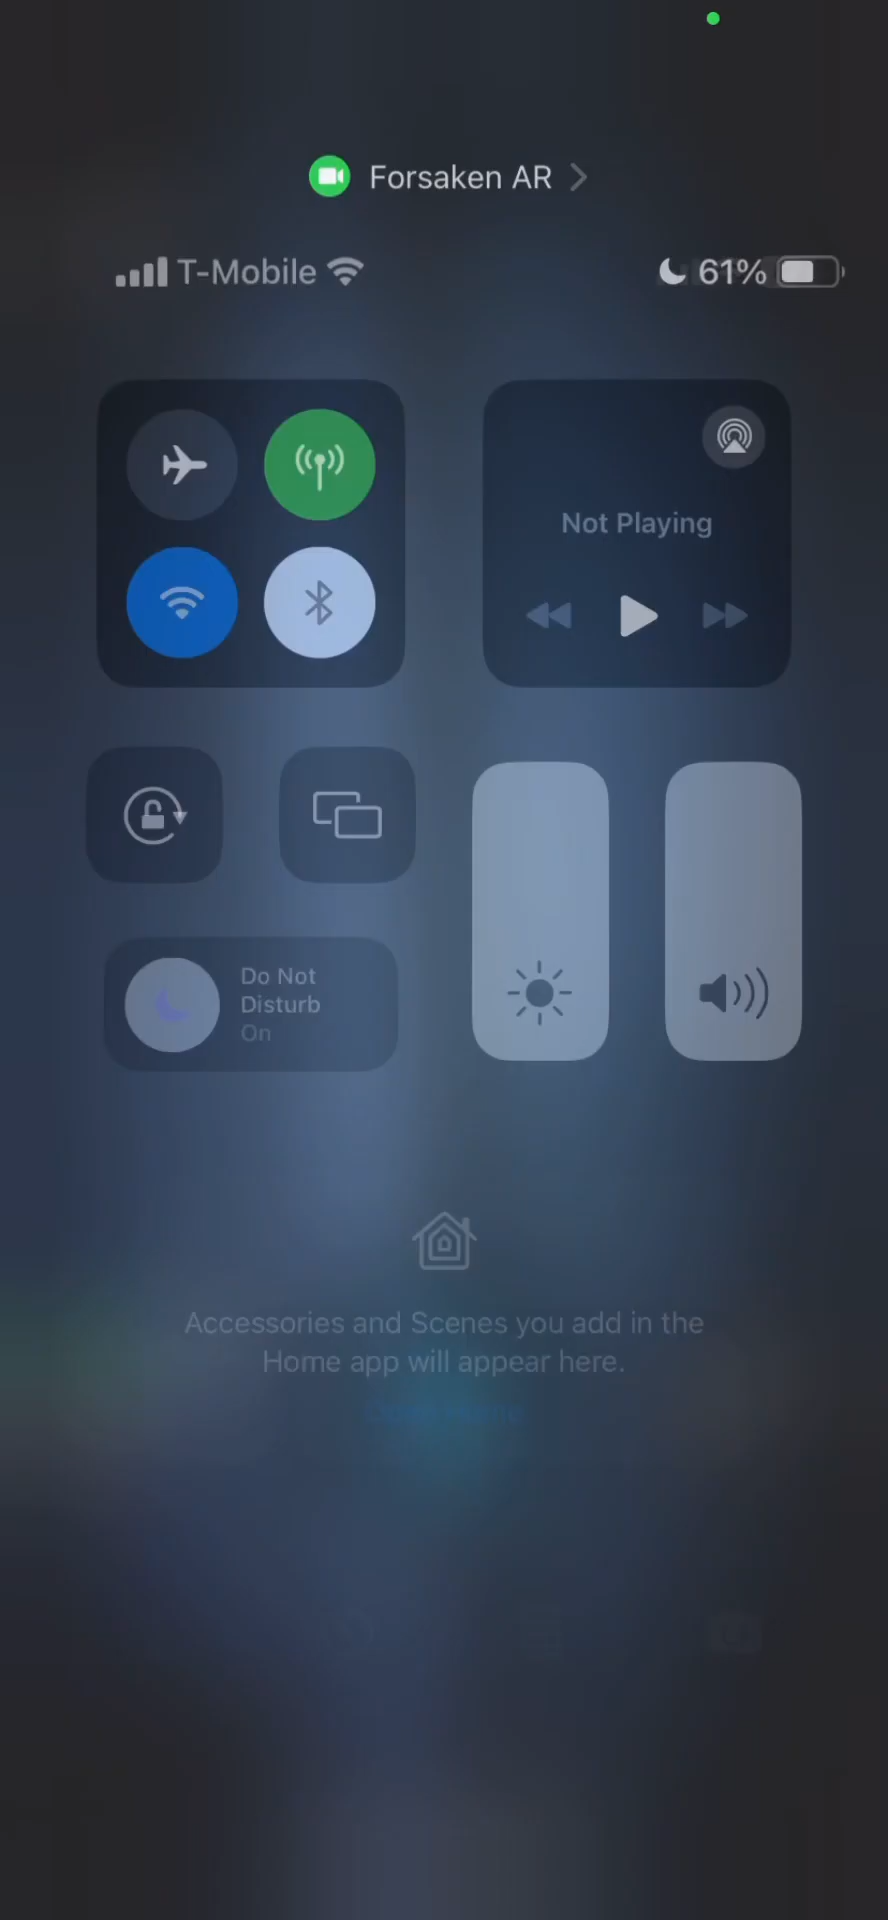 Forsaken AR
T-Mobile
61%
Not Playing
Do Not
Disturb
On
Accessories and Scenes you add in the
Home app will appear here.